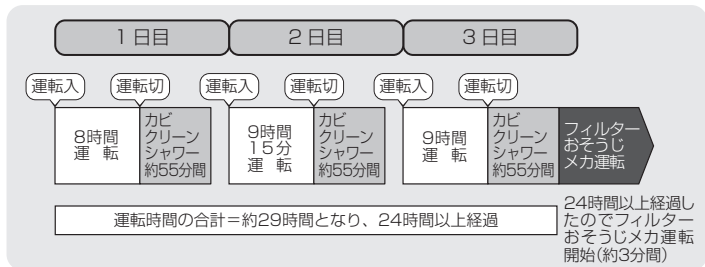 1日目
2日目
3日目
運転入
運転切
運転入
運転切
運転入
運転切
8時間
運 転
カビ
クリーン
シャワー
約55分間
9時間
15分
運 転
カビ
クリーン
シャワー
約55分間
9時間
運 転
カビ
クリーン
シャワー
約55分間
フィルター
おそうじ
メカ運転
運転時間の合計＝約29時間となり、24時間以上経過
24時間以上経過し
たのでフィルター
おそうじメカ運転
開始(約3分間)